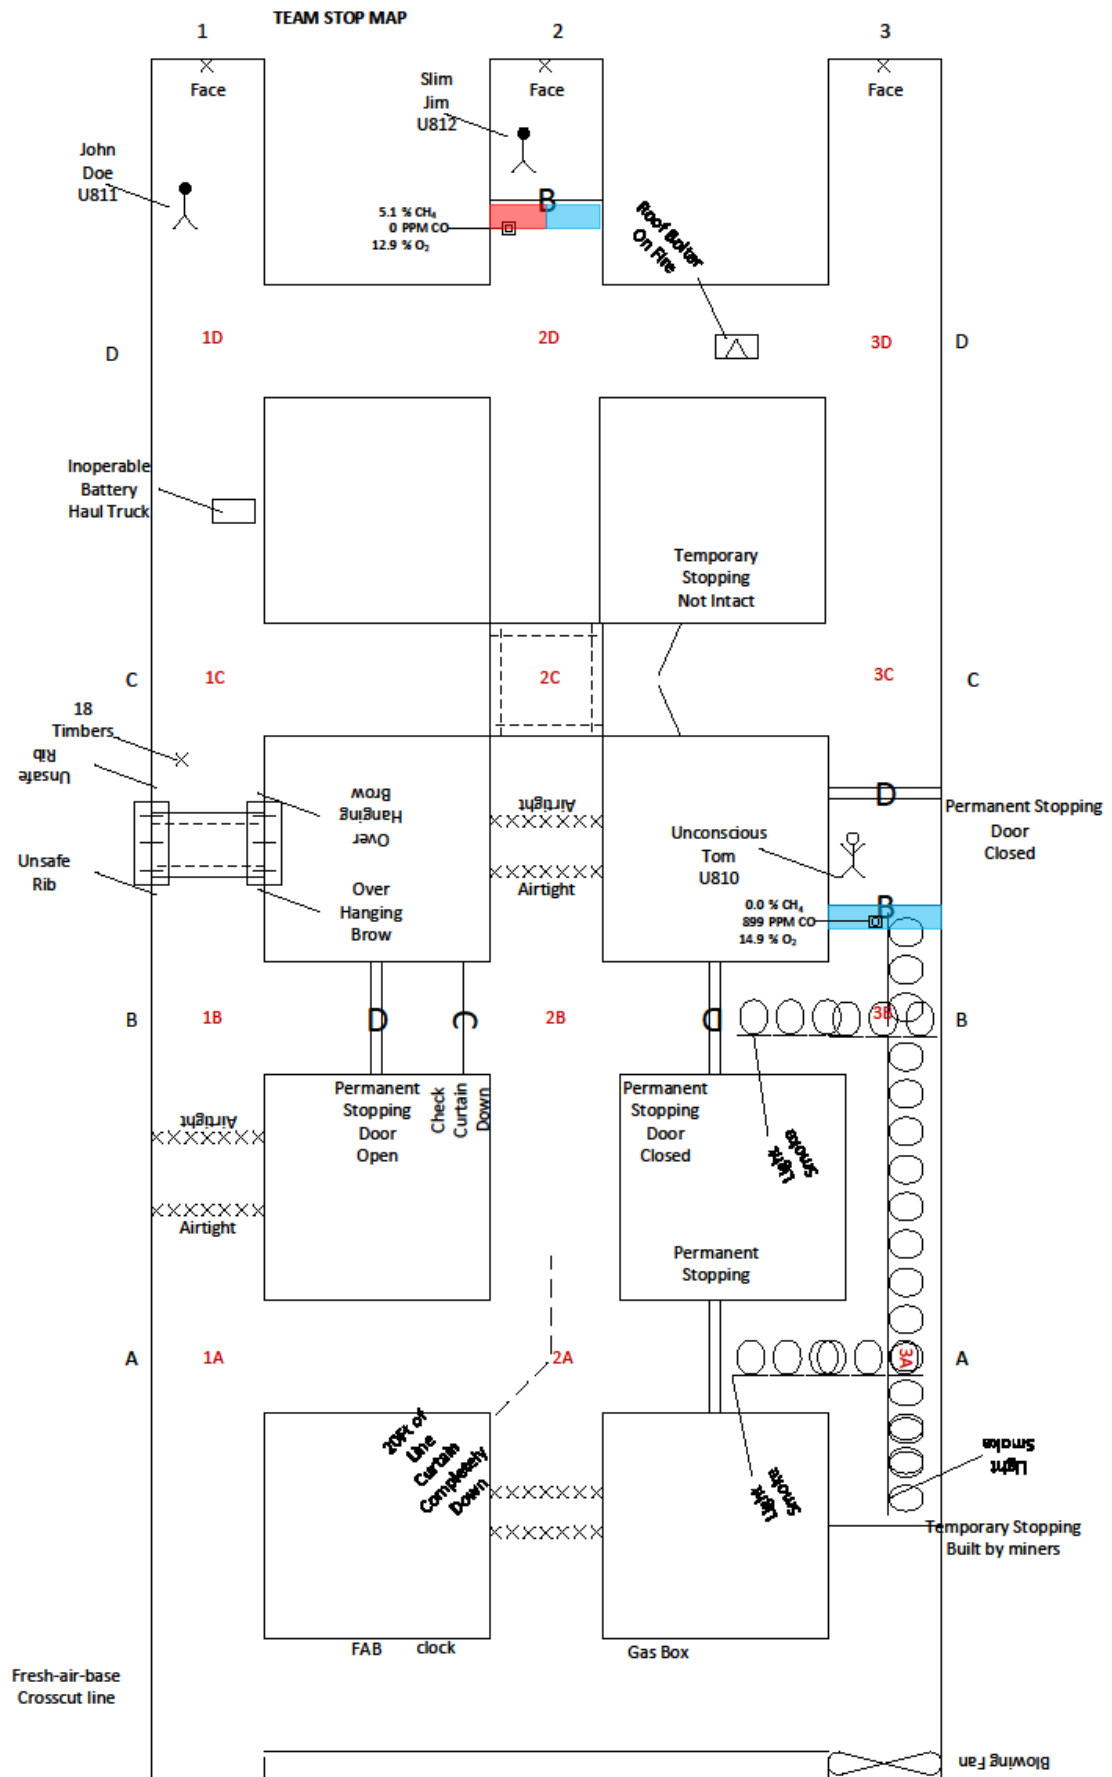 TEAM STOP MAP
1
2
3
Face
Face
Face
Slim
Jim
U812
John
Doe
U811
B
5.1 % CH₄
0 PPM CO
12.9 % O₂
Roof Bolter
On Fire
D
1D
2D
3D
D
Inoperable
Battery
Haul Truck
Temporary
Stopping
Not Intact
C
1C
2C
3C
C
18
Timbers
Unsafe
Rib
Over
Hanging
Brow
Airtight
D
Permanent Stopping
Door
Closed
Unconscious
Tom
U810
Unsafe
Rib
Over
Hanging
Brow
Airtight
B
0.0 % CH₄
899 PPM CO
14.9 % O₂
B
1B
D
C
2B
D
3B
B
Permanent
Stopping
Door
Open
Check
Curtain
Down
Permanent
Stopping
Door
Closed
Light
Smoke
Airtight
Airtight
Permanent
Stopping
A
1A
2A
3A
A
20Ft of
Line
Curtain
Completely
Down
Light
Smoke
Light
Smoke
Temporary Stopping
Built by miners
FAB
clock
Gas Box
Fresh-air-base
Crosscut line
Blowing Fan